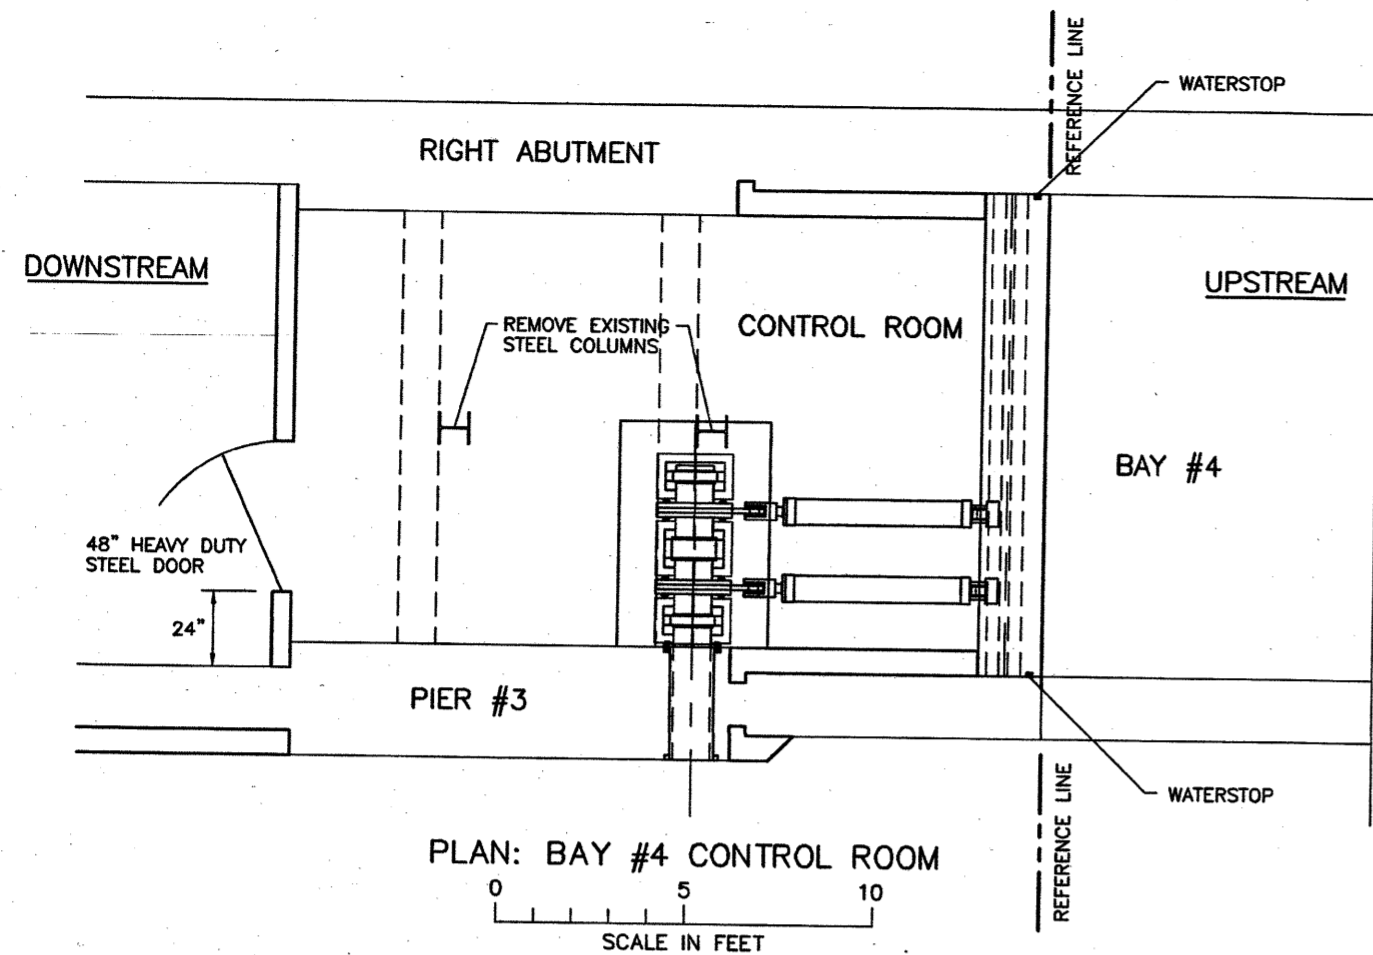 REFERENCE LINE
WATERSTOP
RIGHT ABUTMENT
DOWNSTREAM
UPSTREAM
REMOVE EXISTING
STEEL COLUMNS
CONTROL ROOM
BAY #4
48" HEAVY DUTY
STEEL DOOR
24"
PIER #3
WATERSTOP
REFERENCE LINE
PLAN: BAY #4 CONTROL ROOM
0 5 10
SCALE IN FEET